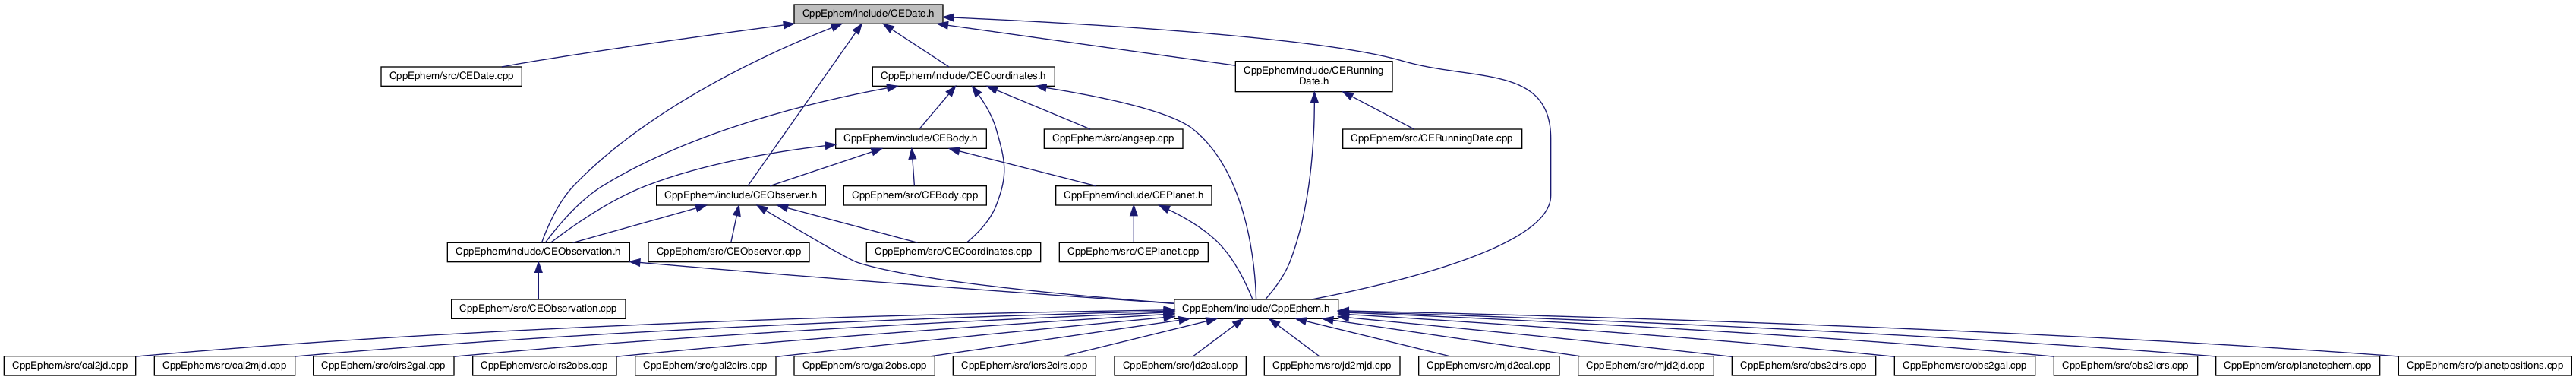 CppEphem/include/CEDate.h
CppEphem/src/CEDate.cpp
CppEphem/include/CECoordinates.h
CppEphem/include/CERunning
Date.h
CppEphem/include/CEBody.h
CppEphem/src/angsep.cpp
CppEphem/src/CERunningDate.cpp
CppEphem/include/CEObserver.h
CppEphem/src/CEBody.cpp
CppEphem/include/CEPlanet.h
CppEphem/include/CEObservation.h
CppEphem/src/CEObserver.cpp
CppEphem/src/CECoordinates.cpp
CppEphem/src/CEPlanet.cpp
CppEphem/src/CEObservation.cpp
CppEphem/include/CppEphem.h
CppEphem/src/cal2jd.cpp
CppEphem/src/cal2mjd.cpp
CppEphem/src/cirs2gal.cpp
CppEphem/src/cirs2obs.cpp
CppEphem/src/gal2cirs.cpp
CppEphem/src/gal2obs.cpp
CppEphem/src/icrs2cirs.cpp
CppEphem/src/jd2cal.cpp
CppEphem/src/jd2mjd.cpp
CppEphem/src/mjd2cal.cpp
CppEphem/src/mjd2jd.cpp
CppEphem/src/obs2cirs.cpp
CppEphem/src/obs2gal.cpp
CppEphem/src/obs2icrs.cpp
CppEphem/src/planetephem.cpp
CppEphem/src/planetpositions.cpp